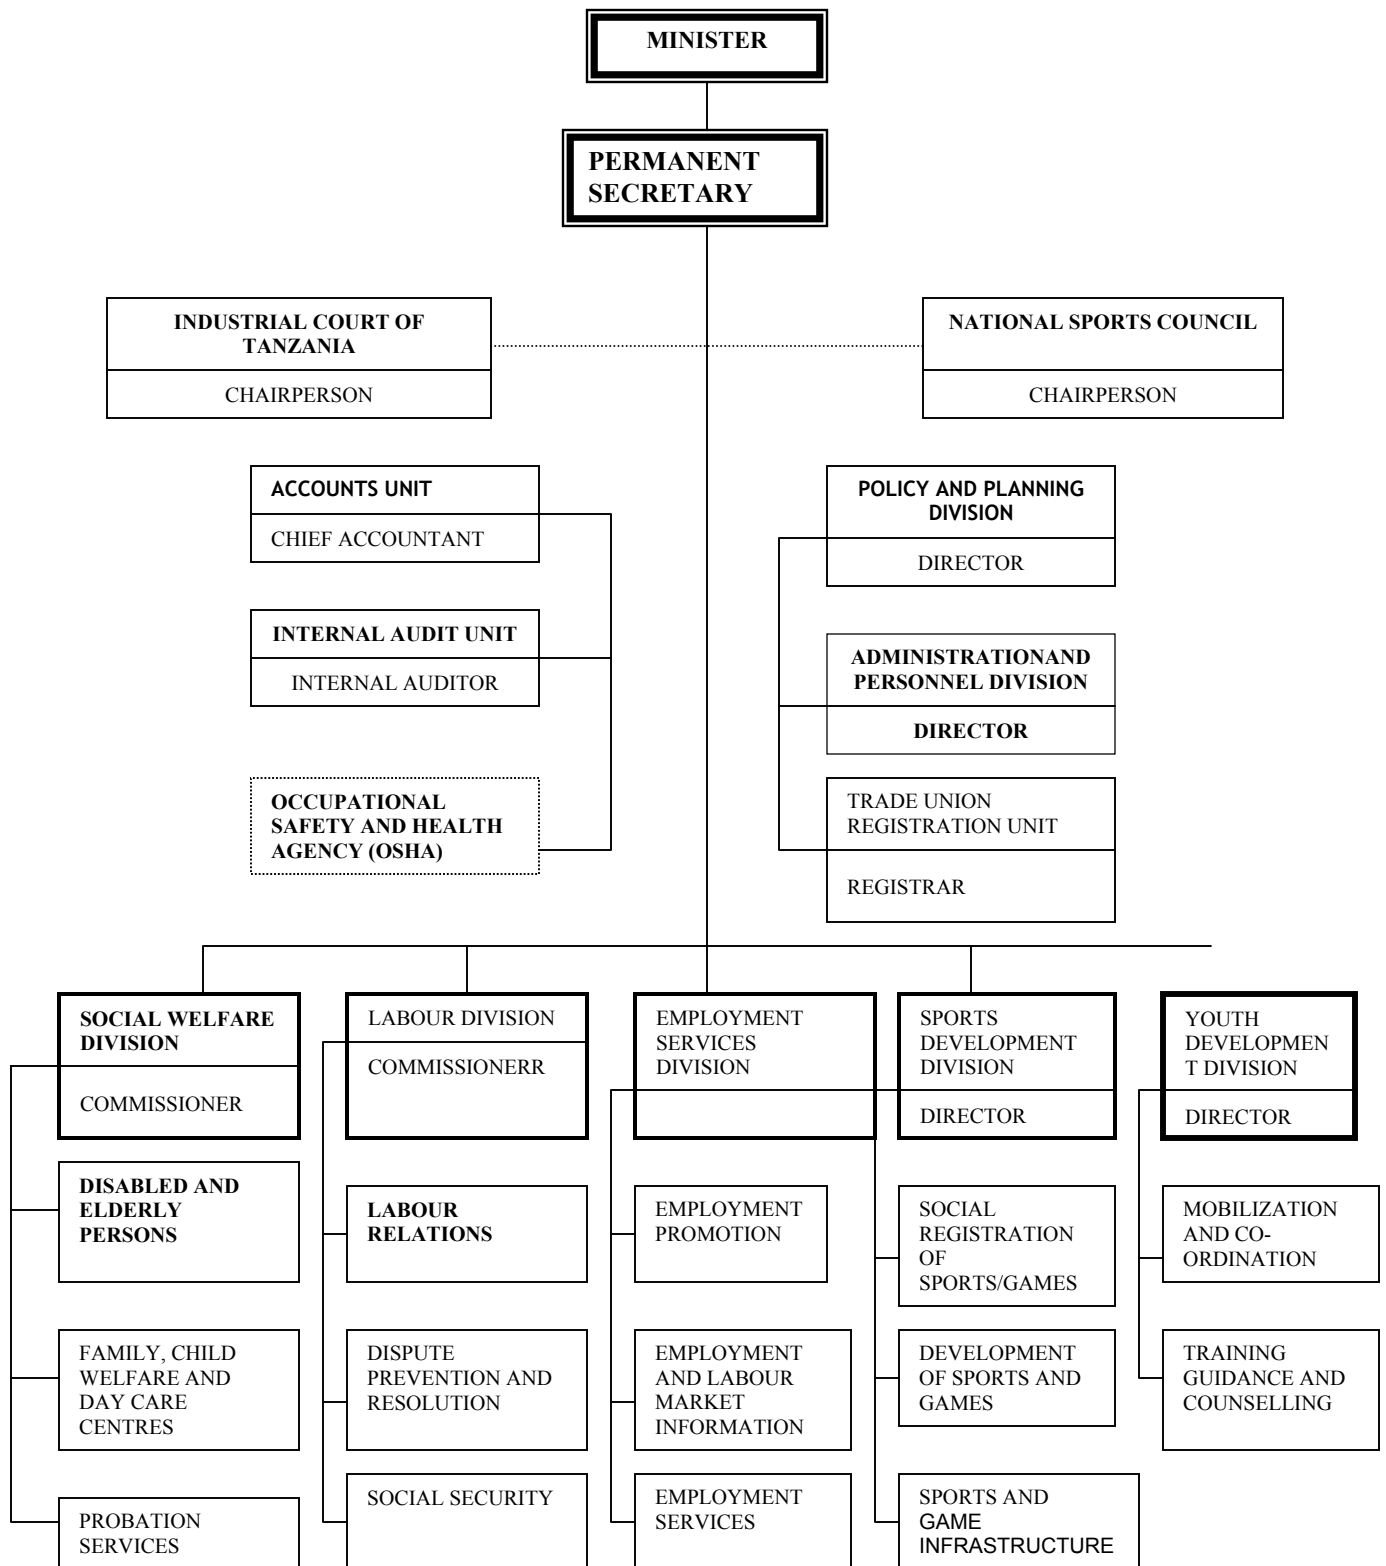 MINISTER
PERMANENT
SECRETARY
INDUSTRIAL COURT OF
TANZANIA
CHAIRPERSON
NATIONAL SPORTS COUNCIL
CHAIRPERSON
ACCOUNTS UNIT
CHIEF ACCOUNTANT
POLICY AND PLANNING
DIVISION
DIRECTOR
INTERNAL AUDIT UNIT
INTERNAL AUDITOR
ADMINISTRATIONAND
PERSONNEL DIVISION
DIRECTOR
OCCUPATIONAL
SAFETY AND HEALTH
AGENCY (OSHA)
TRADE UNION
REGISTRATION UNIT
REGISTRAR
SOCIAL WELFARE
DIVISION
COMMISSIONER
LABOUR DIVISION
COMMISSIONERR
EMPLOYMENT
SERVICES
DIVISION
SPORTS
DEVELOPMENT
DIVISION
DIRECTOR
YOUTH
DEVELOPMEN
T DIVISION
DIRECTOR
DISABLED AND
ELDERLY
PERSONS
LABOUR
RELATIONS
EMPLOYMENT
PROMOTION
SOCIAL
REGISTRATION
OF
SPORTS/GAMES
MOBILIZATION
AND CO-
ORDINATION
FAMILY, CHILD
WELFARE AND
DAY CARE
CENTRES
DISPUTE
PREVENTION AND
RESOLUTION
EMPLOYMENT
AND LABOUR
MARKET
INFORMATION
DEVELOPMENT
OF SPORTS AND
GAMES
TRAINING
GUIDANCE AND
COUNSELLING
PROBATION
SERVICES
SOCIAL SECURITY
EMPLOYMENT
SERVICES
SPORTS AND
GAME
INFRASTRUCTURE